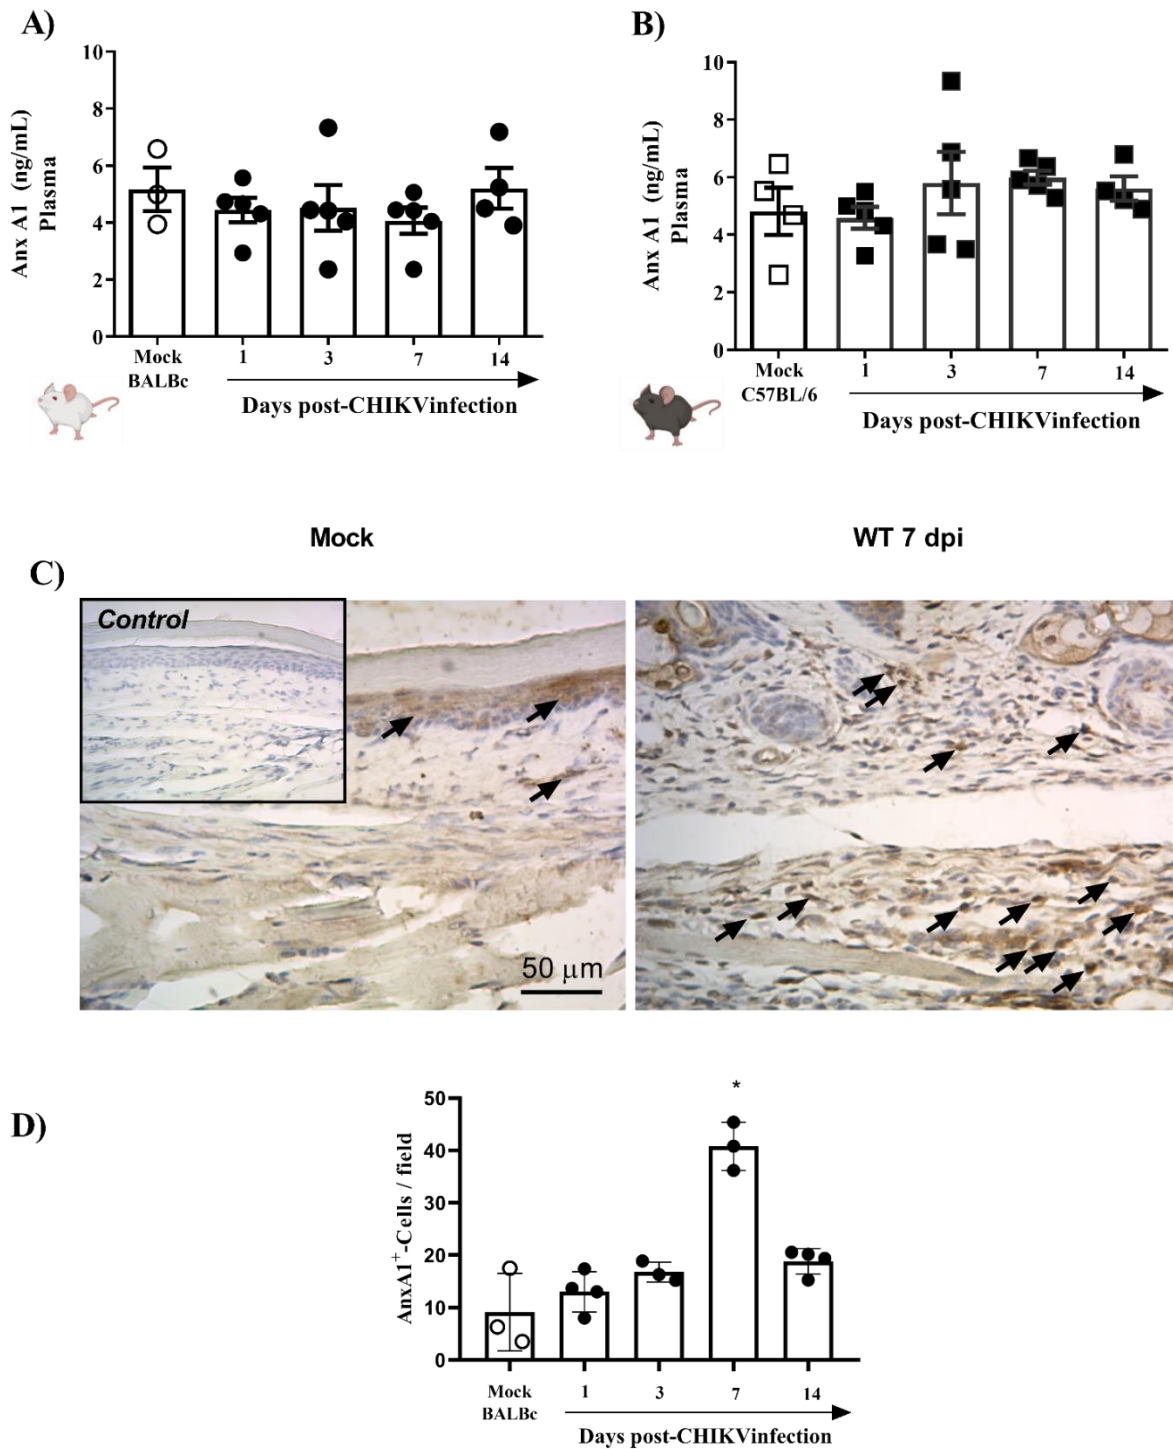 A)
10
8
6
4
2
0
Anx A1 (ng/mL)
Plasma
Mock
BALBc
1
3
7
14
Days post-CHIKVinfection
B)
10
8
6
4
2
0
Anx A1 (ng/mL)
Plasma
Mock
C57BL/6
1
3
7
14
Days post-CHIKVinfection
Mock
WT 7 dpi
C)
Control
50 μm
D)
50
40
30
20
10
0
AnxA1+-Cells / field
*
Mock
BALBc
1
3
7
14
Days post-CHIKVinfection